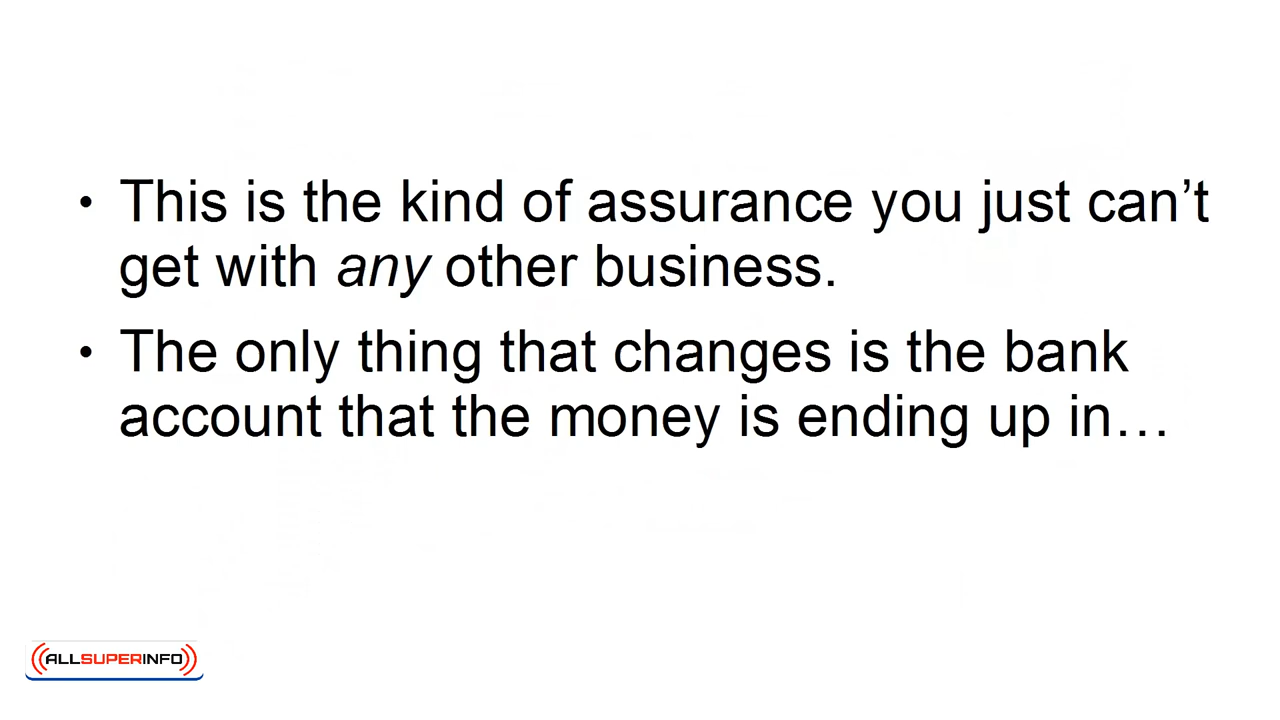 • This is the kind of assurance you just can’t
get with any other business.
• The only thing that changes is the bank
account that the money is ending up in…
ALLSUPERINFO